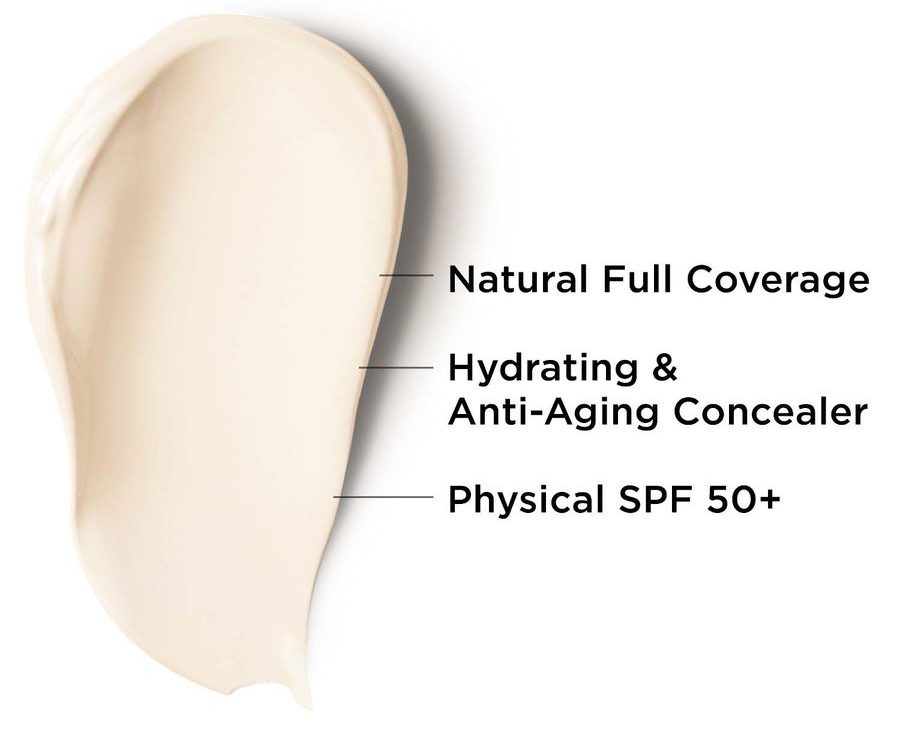 Natural Full Coverage
Hydrating &
Anti-Aging Concealer
Physical SPF 50+